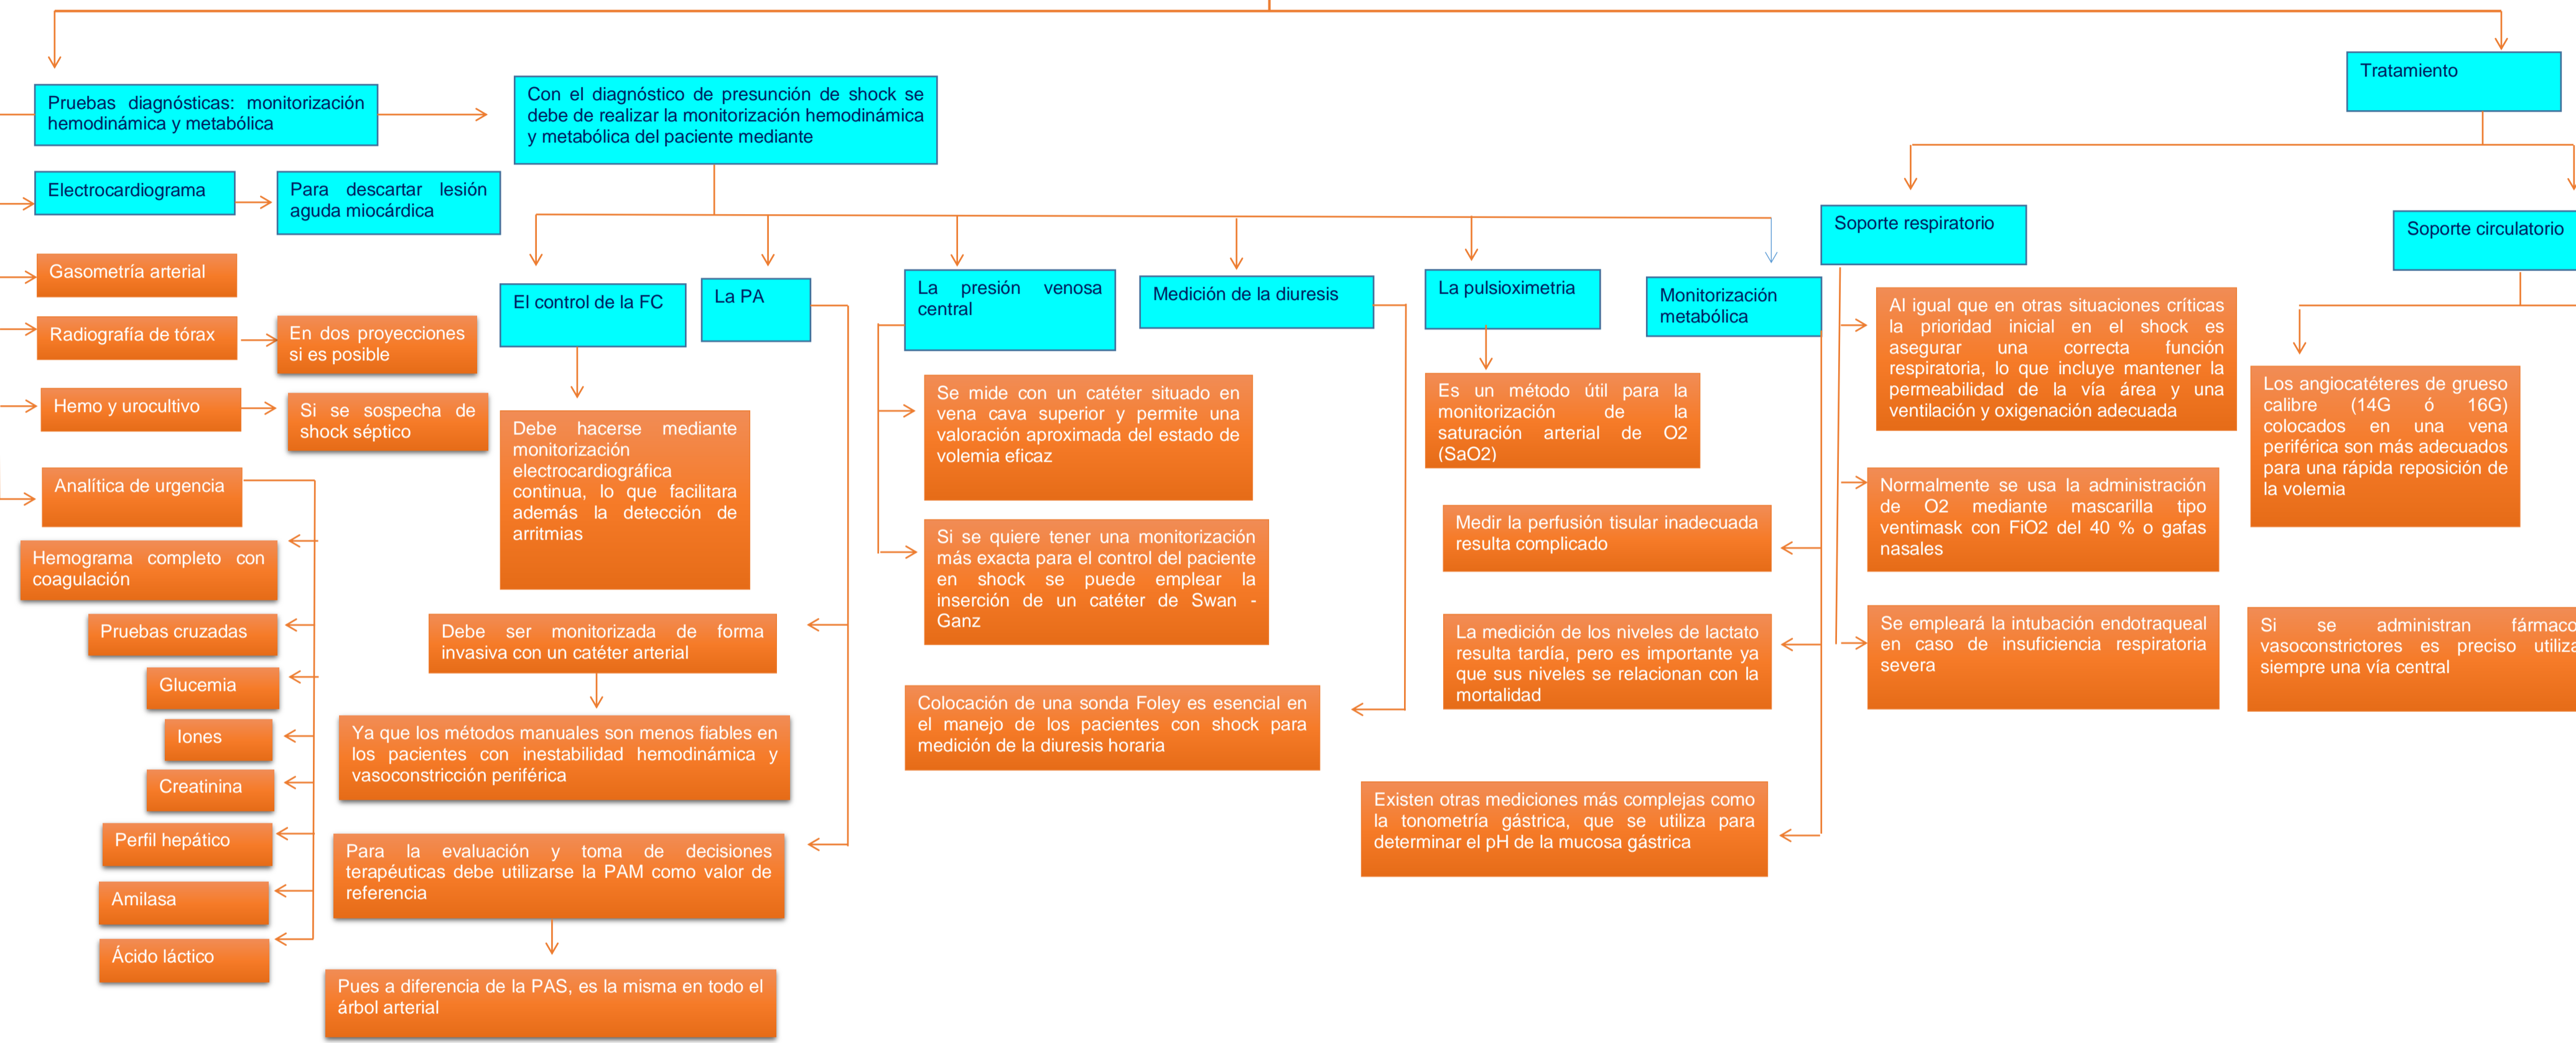 Pruebas diagnósticas: monitorización
hemodinámica y metabólica
Con el diagnóstico de presunción de shock se
debe de realizar la monitorización hemodinámica
y metabólica del paciente mediante
Tratamiento
Electrocardiograma
Para descartar lesión
aguda miocárdica
Gasometría arterial
Radiografía de tórax
En dos proyecciones
si es posible
Hemo y urocultivo
Si se sospecha de
shock séptico
Analítica de urgencia
Hemograma completo con
coagulación
Pruebas cruzadas
Glucemia
Iones
Creatinina
Perfil hepático
Amilasa
Ácido láctico
El control de la FC
Debe hacerse mediante
monitorización
electrocardiográfica
continua, lo que facilitara
además la detección de
arritmias
La PA
Debe ser monitorizada de forma
invasiva con un catéter arterial
Ya que los métodos manuales son menos fiables en
los pacientes con inestabilidad hemodinámica y
vasoconstricción periférica
Para la evaluación y toma de decisiones
terapéuticas debe utilizarse la PAM como valor de
referencia
Pues a diferencia de la PAS, es la misma en todo el
árbol arterial
La presión venosa
central
Se mide con un catéter situado en
vena cava superior y permite una
valoración aproximada del estado de
volemia eficaz
Si se quiere tener una monitorización
más exacta para el control del paciente
en shock se puede emplear la
inserción de un catéter de Swan -
Ganz
Medición de la diuresis
Colocación de una sonda Foley es esencial en
el manejo de los pacientes con shock para
medición de la diuresis horaria
La pulsioximetria
Es un método útil para la
monitorización de la
saturación arterial de O2
(SaO2)
Monitorización
metabólica
Medir la perfusión tisular inadecuada
resulta complicado
La medición de los niveles de lactato
resulta tardía, pero es importante ya
que sus niveles se relacionan con la
mortalidad
Existen otras mediciones más complejas como
la tonometría gástrica, que se utiliza para
determinar el pH de la mucosa gástrica
Soporte respiratorio
Al igual que en otras situaciones críticas
la prioridad inicial en el shock es
asegurar una correcta función
respiratoria, lo que incluye mantener la
permeabilidad de la vía área y una
ventilación y oxigenación adecuada
Normalmente se usa la administración
de O2 mediante mascarilla tipo
ventimask con FiO2 del 40 % o gafas
nasales
Se empleará la intubación endotraqueal
en caso de insuficiencia respiratoria
severa
Soporte circulatorio
Los angiocatéteres de grueso
calibre (14G ó 16G)
colocados en una vena
periférica son más adecuados
para una rápida reposición de
la volemia
Si se administran fármaco
vasoconstrictores es preciso utiliza
siempre una vía central